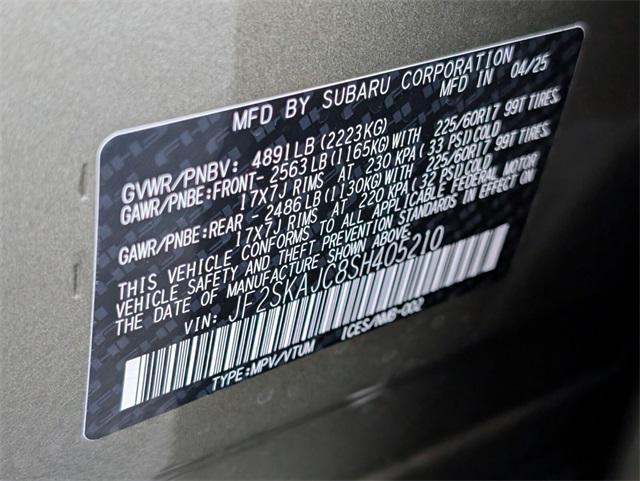 MFD BY SUBARU CORPORATION
MFD IN 04/25
GVWR/PNBV: 4891LB(2223KG)
GAWR/PNBE:FRONT- 2563LB(1165KG)WITH 225/60R17 99T TIRES,
17x7J RIMS AT 230 KPA(33 PSI)COLD
GAWR/PNBE:REAR - 2486LB(1130KG)WITH 225/60R17 99T TIRES,
17x7J RIMS AT 220 KPA(32 PSI)COLD
THIS VEHICLE CONFORMS TO ALL APPLICABLE FEDERAL MOTOR
VEHICLE SAFETY AND THEFT PREVENTION STANDARDS IN EFFECT ON
THE DATE OF MANUFACTURE SHOWN ABOVE.
VIN: JF2SKAJC8SH405210
TYPE:MPV/VTUM ICES/NMB-002